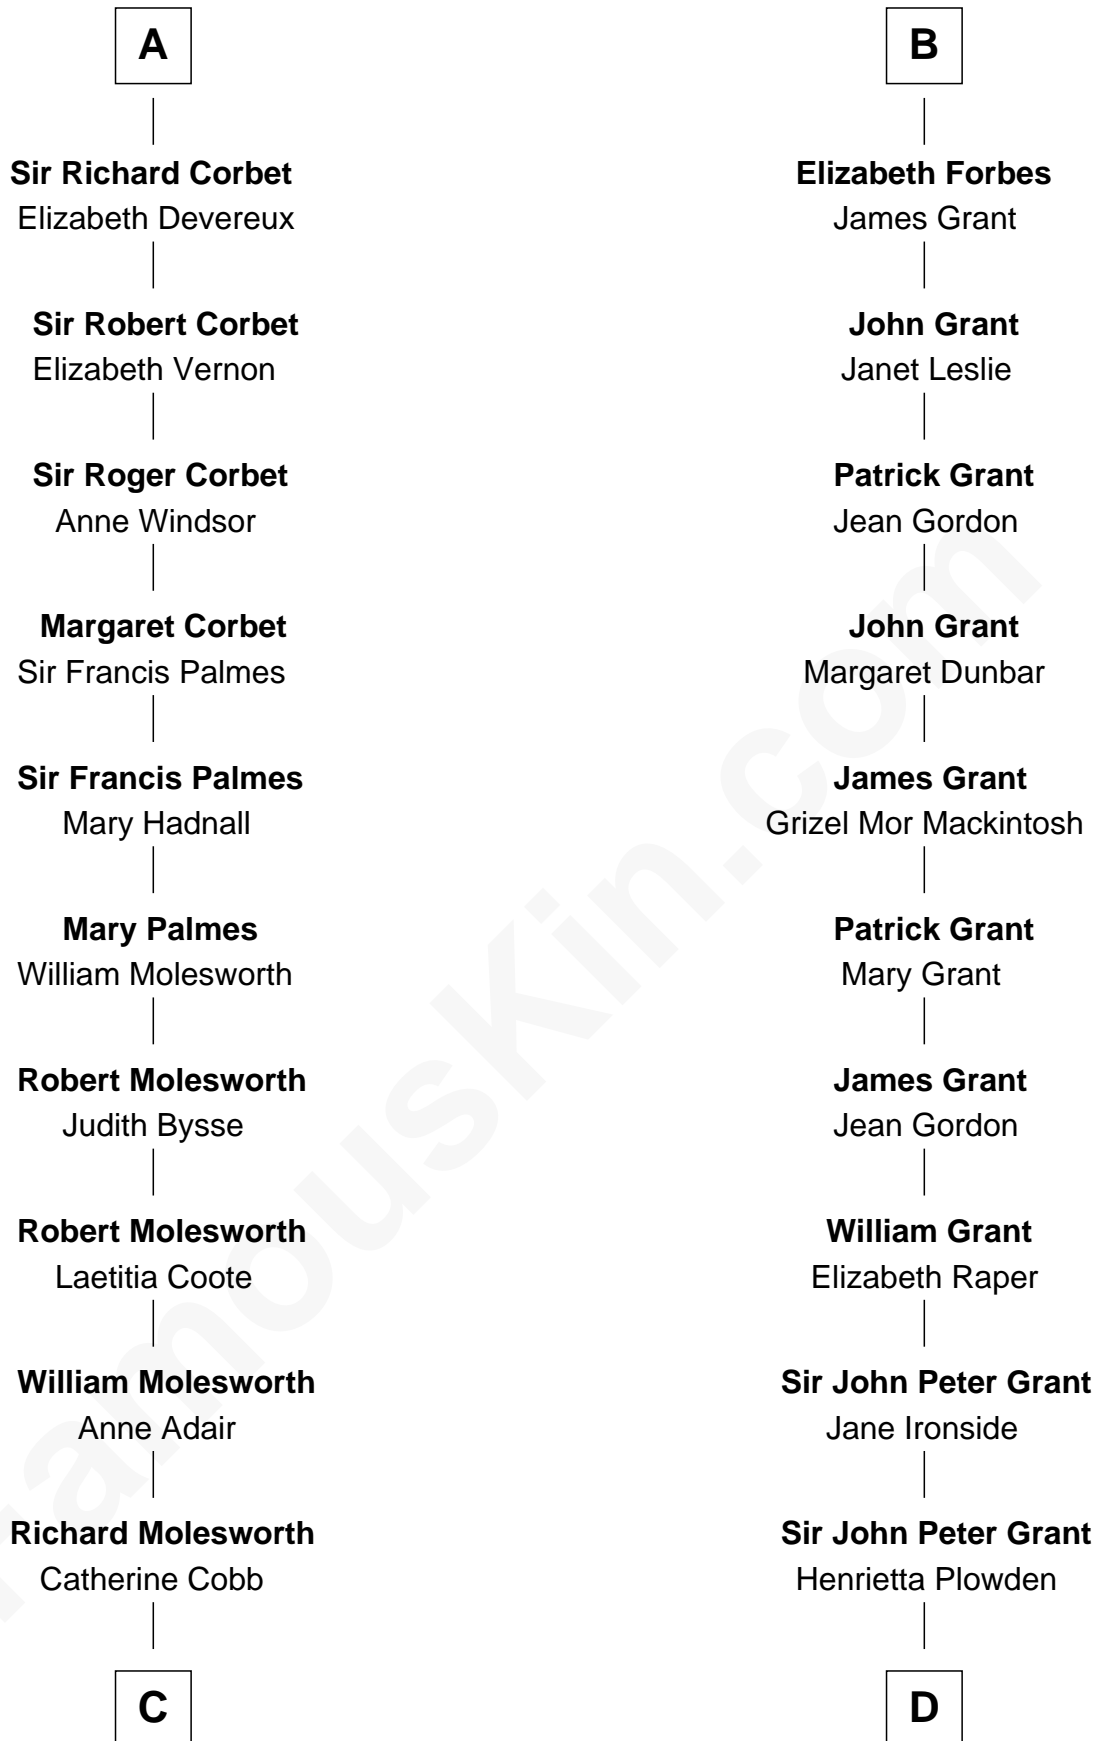 A
Sir Richard Corbet
Elizabeth Devereux
Sir Robert Corbet
Elizabeth Vernon
Sir Roger Corbet
Anne Windsor
Margaret Corbet
Sir Francis Palmes
Sir Francis Palmes
Mary Hadnall
Mary Palmes
William Molesworth
Robert Molesworth
Judith Bysse
Robert Molesworth
Laetitia Coote
William Molesworth
Anne Adair
Richard Molesworth
Catherine Cobb
C
B
Elizabeth Forbes
James Grant
John Grant
Janet Leslie
Patrick Grant
Jean Gordon
John Grant
Margaret Dunbar
James Grant
Grizel Mor Mackintosh
Patrick Grant
Mary Grant
James Grant
Jean Gordon
William Grant
Elizabeth Raper
Sir John Peter Grant
Jane Ironside
Sir John Peter Grant
Henrietta Plowden
D
FamousKin.com